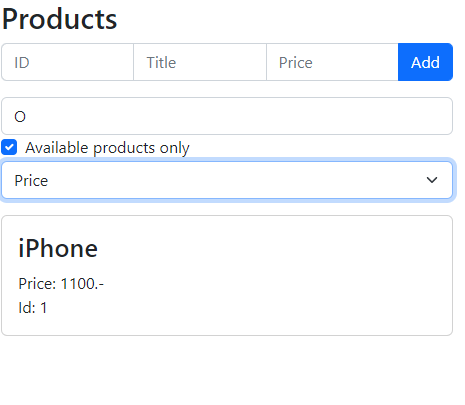 Products
ID Title Price Add
O
Available products only
Price
iPhone
Price: 1100.-
Id: 1